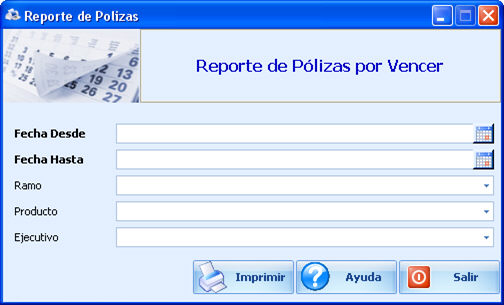 Reporte de Polizas
Reporte de Pólizas por Vencer
Fecha Desde
Fecha Hasta
Ramo
Producto
Ejecutivo
Imprimir Ayuda Salir